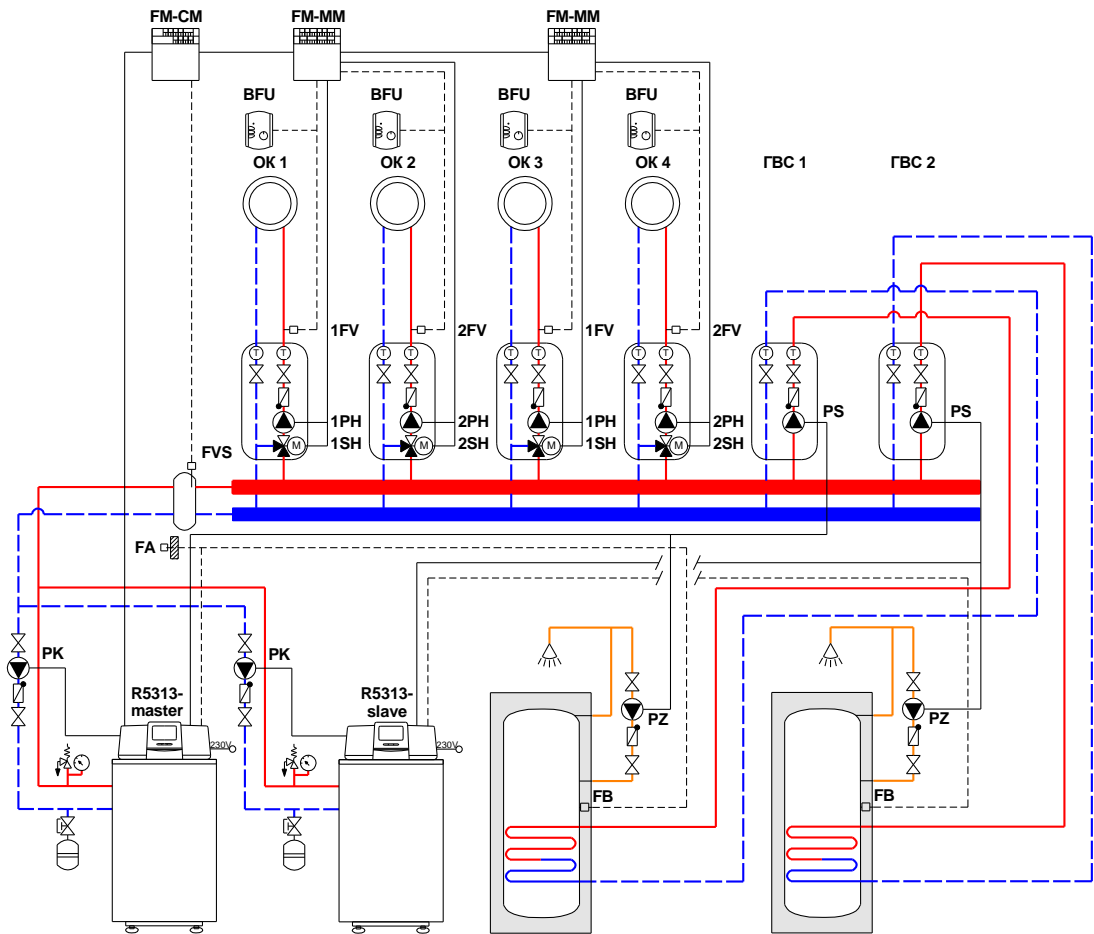 FM-CM
FM-MM
FM-MM
BFU
BFU
BFU
BFU
ОК 1
ОК 2
ОК 3
ОК 4
ГВС 1
ГВС 2
1FV
2FV
1FV
2FV
T
T
T
T
T
T
T
T
T
T
T
T
1PH
2PH
1PH
2PH
PS
PS
M
1SH
M
2SH
M
1SH
M
2SH
FVS
FA
PK
PK
R5313-
master
R5313-
slave
230V
230V
PZ
PZ
FB
FB